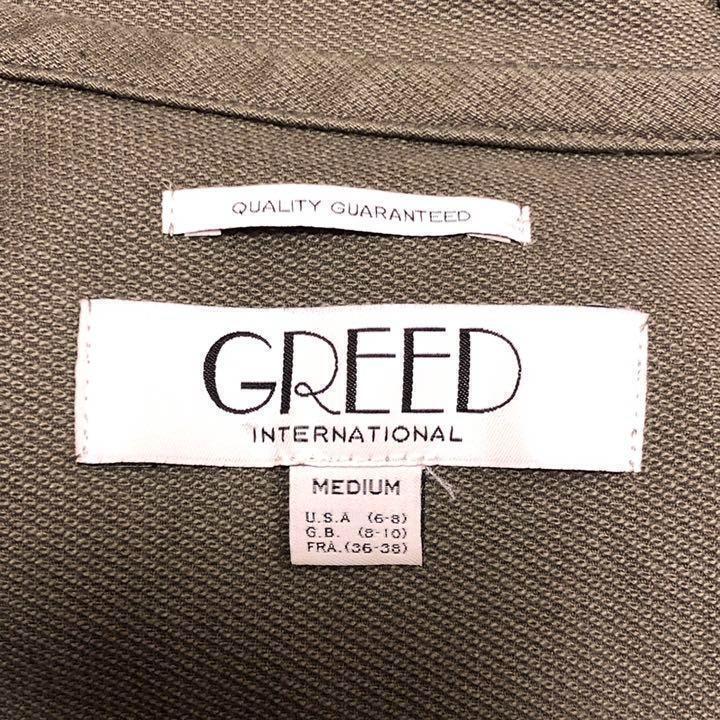 QUALITY GUARANTEED
GREED
INTERNATIONAL
MEDIUM
U.S.A (6-8)
G.B. (8-10)
FRA. (36-38)